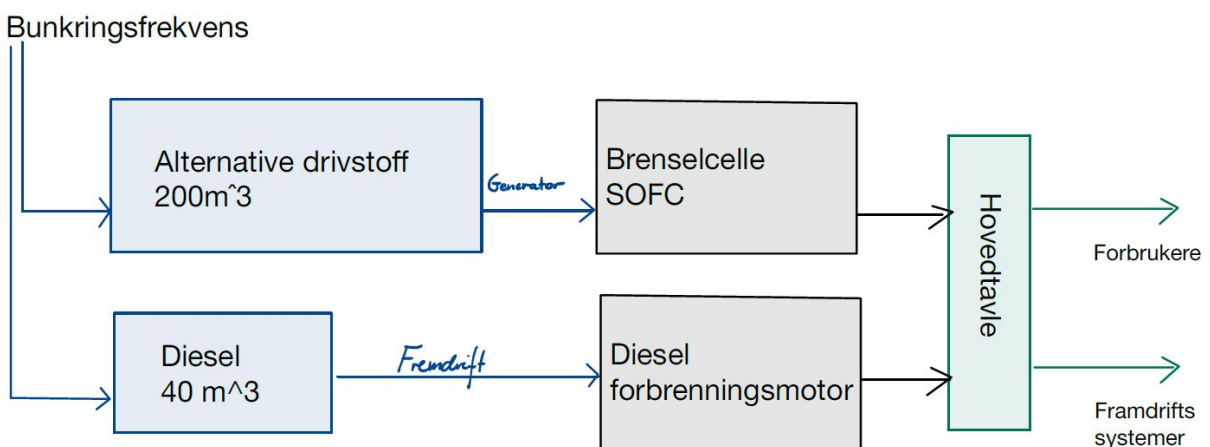 Bunkringsfrekvens
Alternative drivstoff
200m^3
Generator
Brenselcelle
SOFC
Hovedtavle
Forbrukere
Diesel
40 m^3
Fremdrift
Diesel
forbrenningsmotor
Framdrifts
systemer